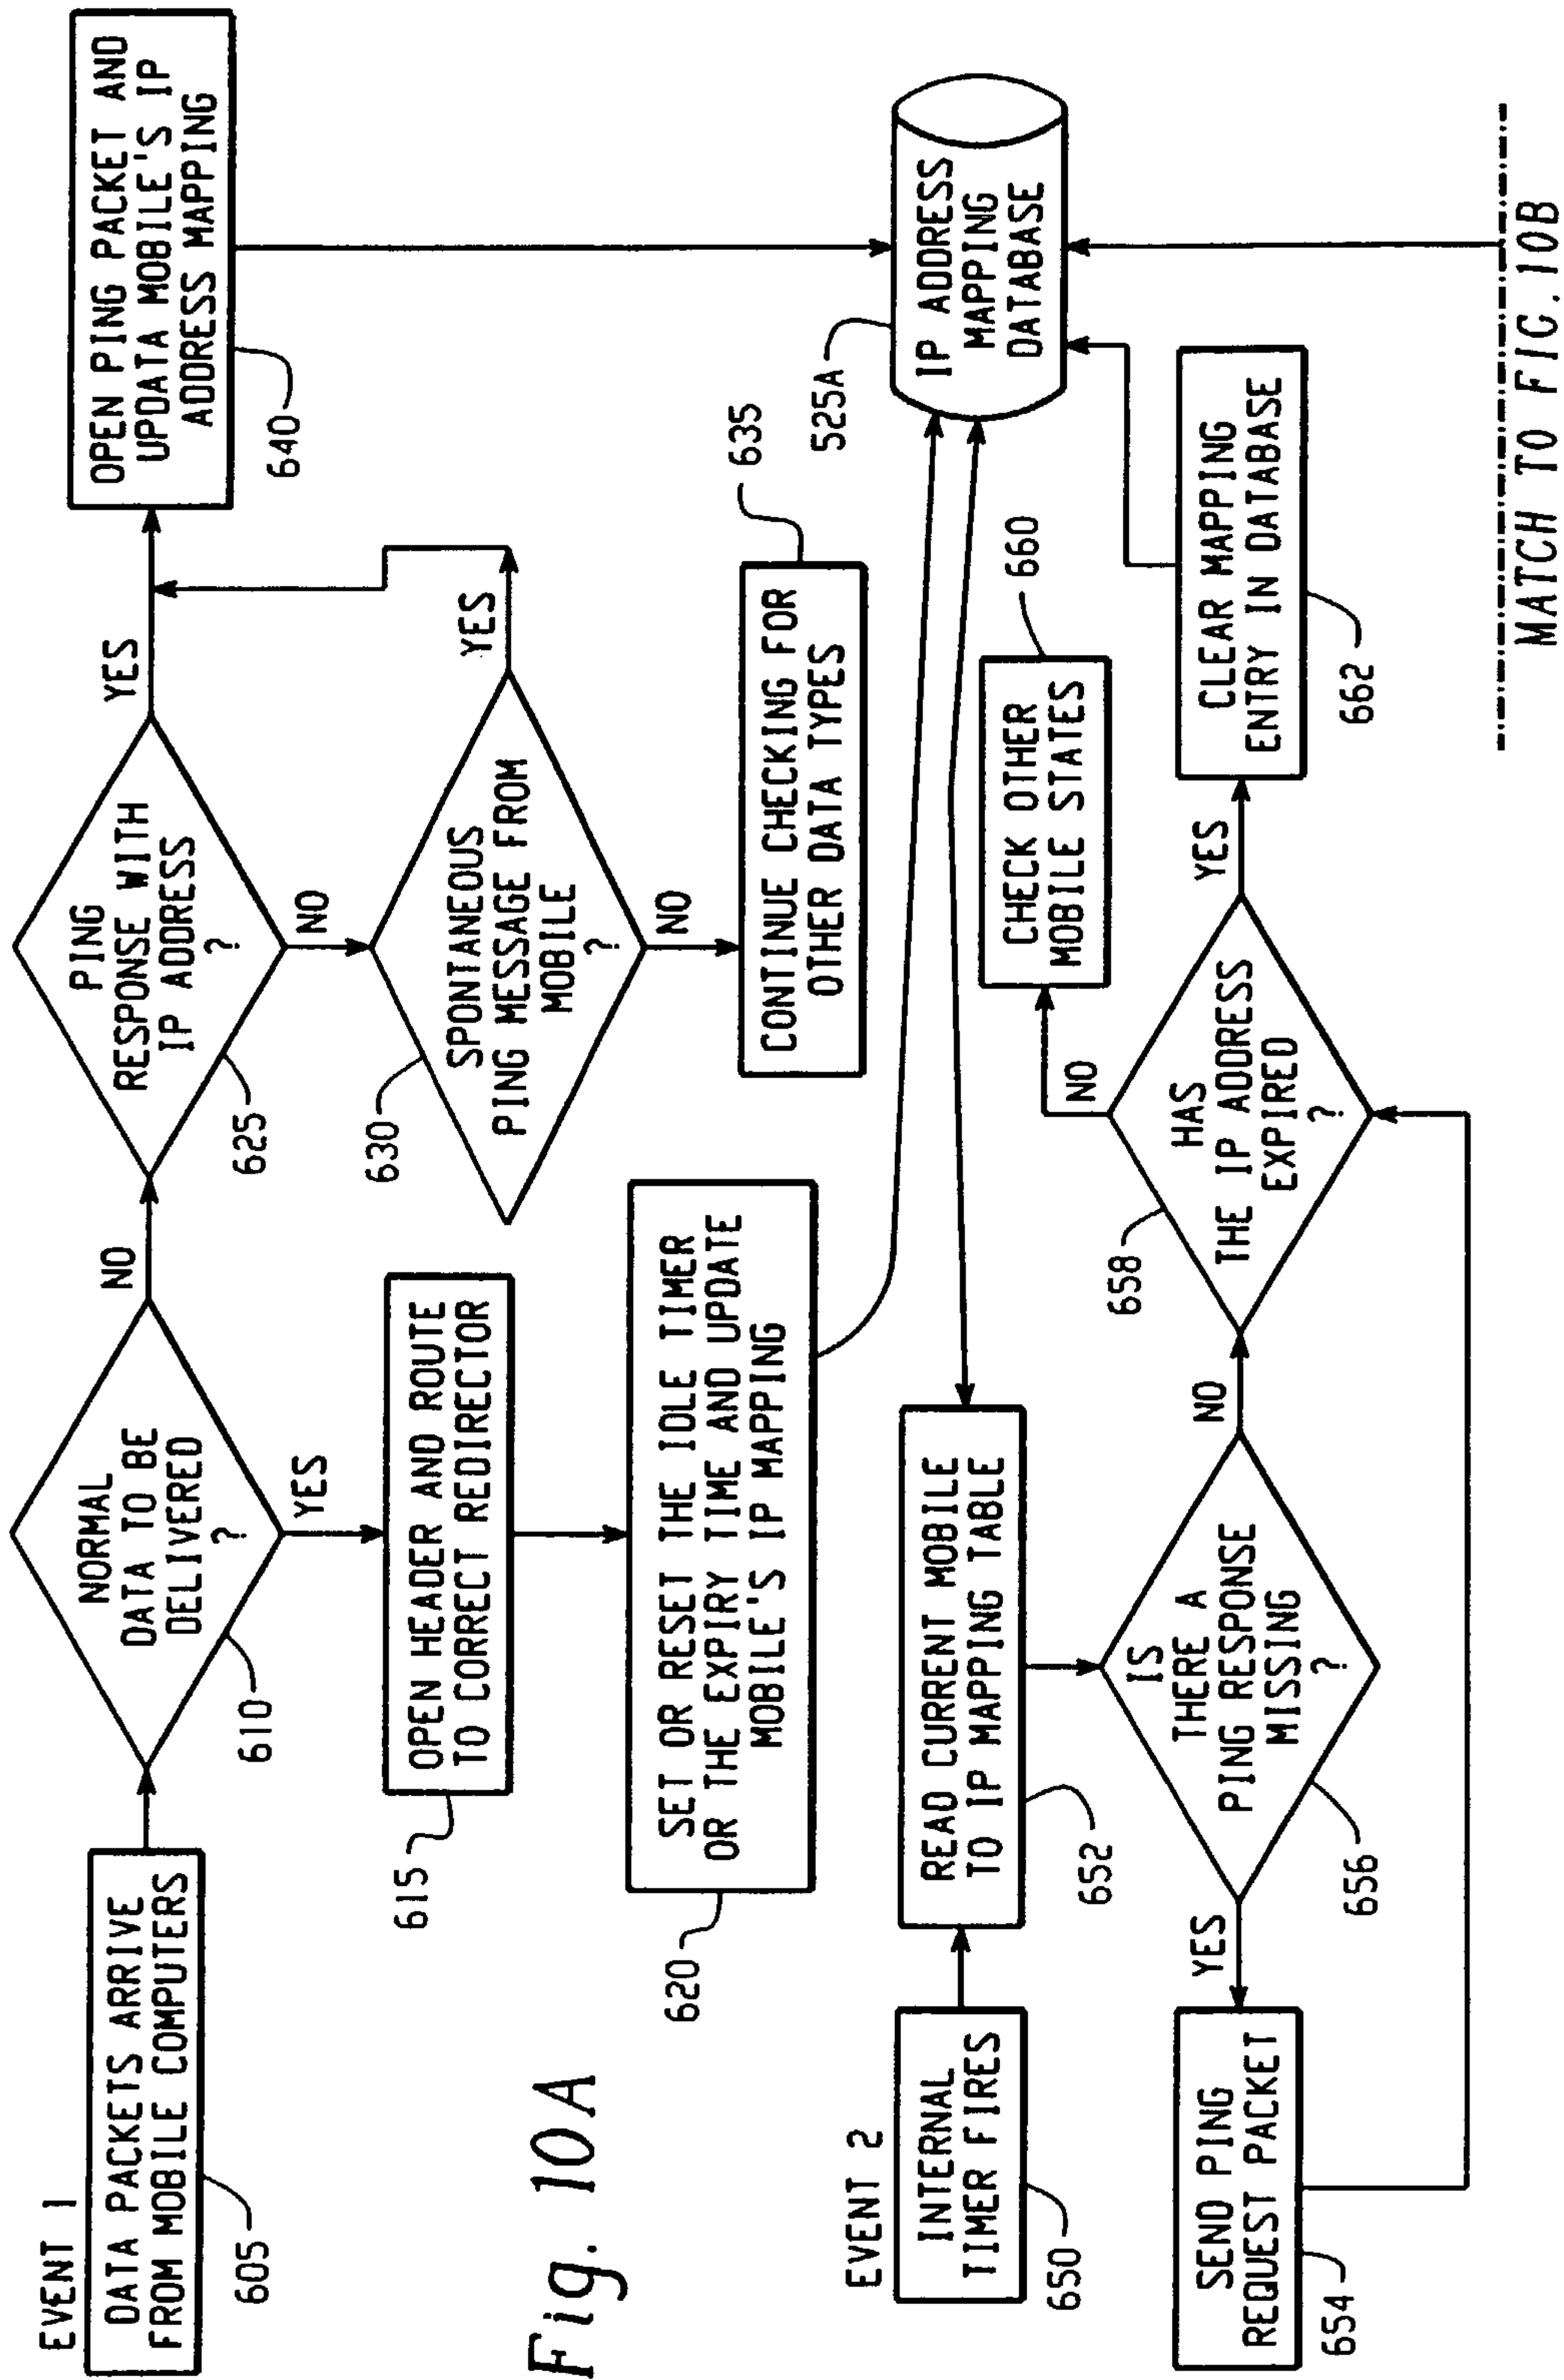 EVENT 1
DATA PACKETS ARRIVE
FROM MOBILE COMPUTERS
605
NORMAL
DATA TO BE
DELIVERED
?
610
NO
YES
PING
RESPONSE WITH
IP ADDRESS
?
625
YES
NO
OPEN PING PACKET AND
UPDATA MOBILE'S IP
ADDRESS MAPPING
640
OPEN HEADER AND ROUTE
TO CORRECT REDIRECTOR
615
SPONTANEOUS
PING MESSAGE FROM
MOBILE
?
630
YES
NO
SET OR RESET THE IDLE TIMER
OR THE EXPIRY TIME AND UPDATE
MOBILE'S IP MAPPING
620
CONTINUE CHECKING FOR
OTHER DATA TYPES
635
Fig. 10A
EVENT 2
INTERNAL
TIMER FIRES
650
READ CURRENT MOBILE
TO IP MAPPING TABLE
652
CHECK OTHER
MOBILE STATES
660
IP ADDRESS
MAPPING
DATABASE
525A
SEND PING
REQUEST PACKET
654
YES
IS
THERE A
PING RESPONSE
MISSING
?
656
NO
HAS
THE IP ADDRESS
EXPIRED
?
658
NO
YES
CLEAR MAPPING
ENTRY IN DATABASE
662
MATCH TO FIG.10B